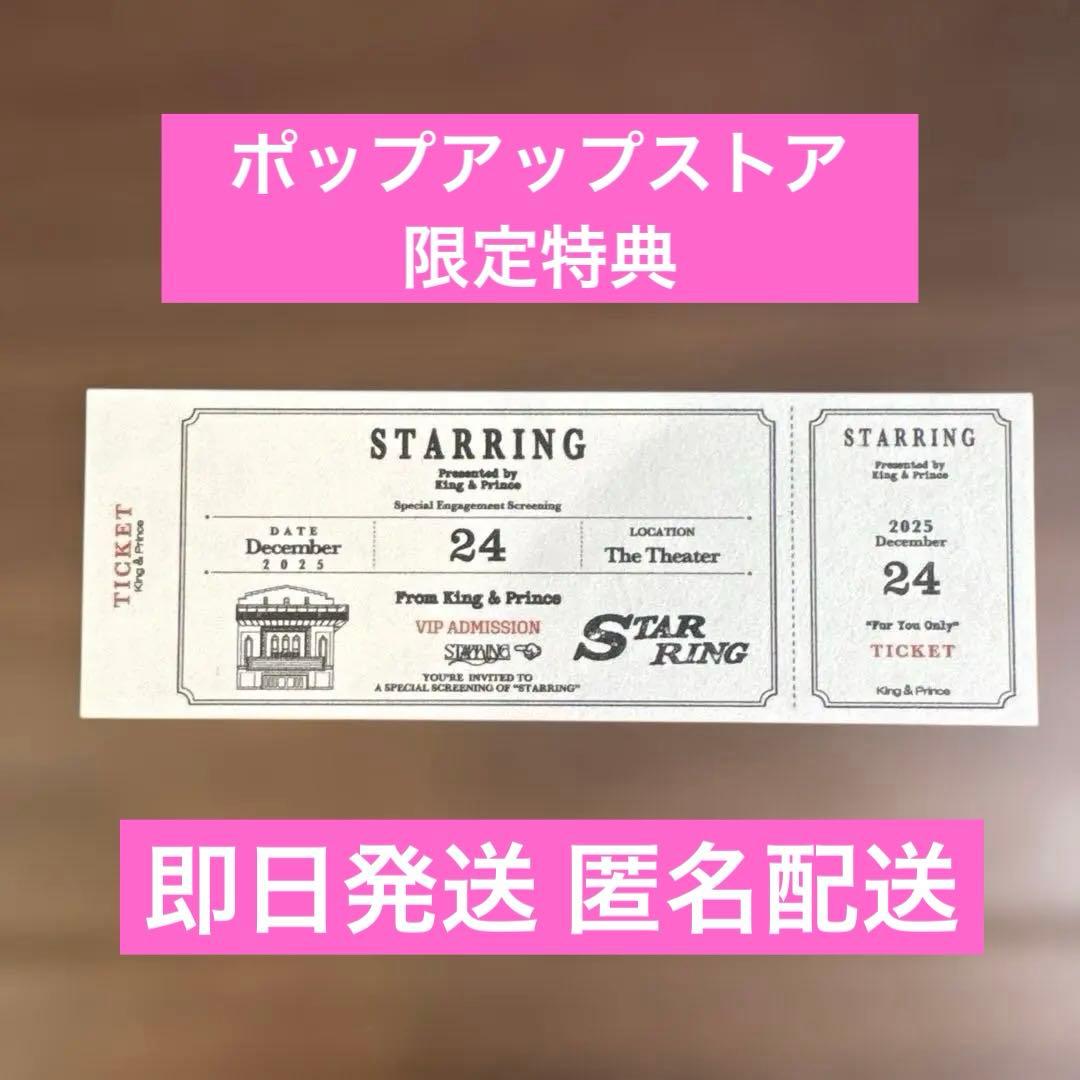 ポップアップストア
限定特典
TICKET
King & Prince
STARRING
Presented by
King & Prince
Special Engagement Screening
DATE
December
2025
24
LOCATION
The Theater
From King & Prince
VIP ADMISSION
STARRING
YOU'RE INVITED TO
A SPECIAL SCREENING OF "STARRING"
STAR
RING
STARRING
Presented by
King & Prince
2025
December
24
"For You Only"
TICKET
King & Prince
即日発送 匿名配送